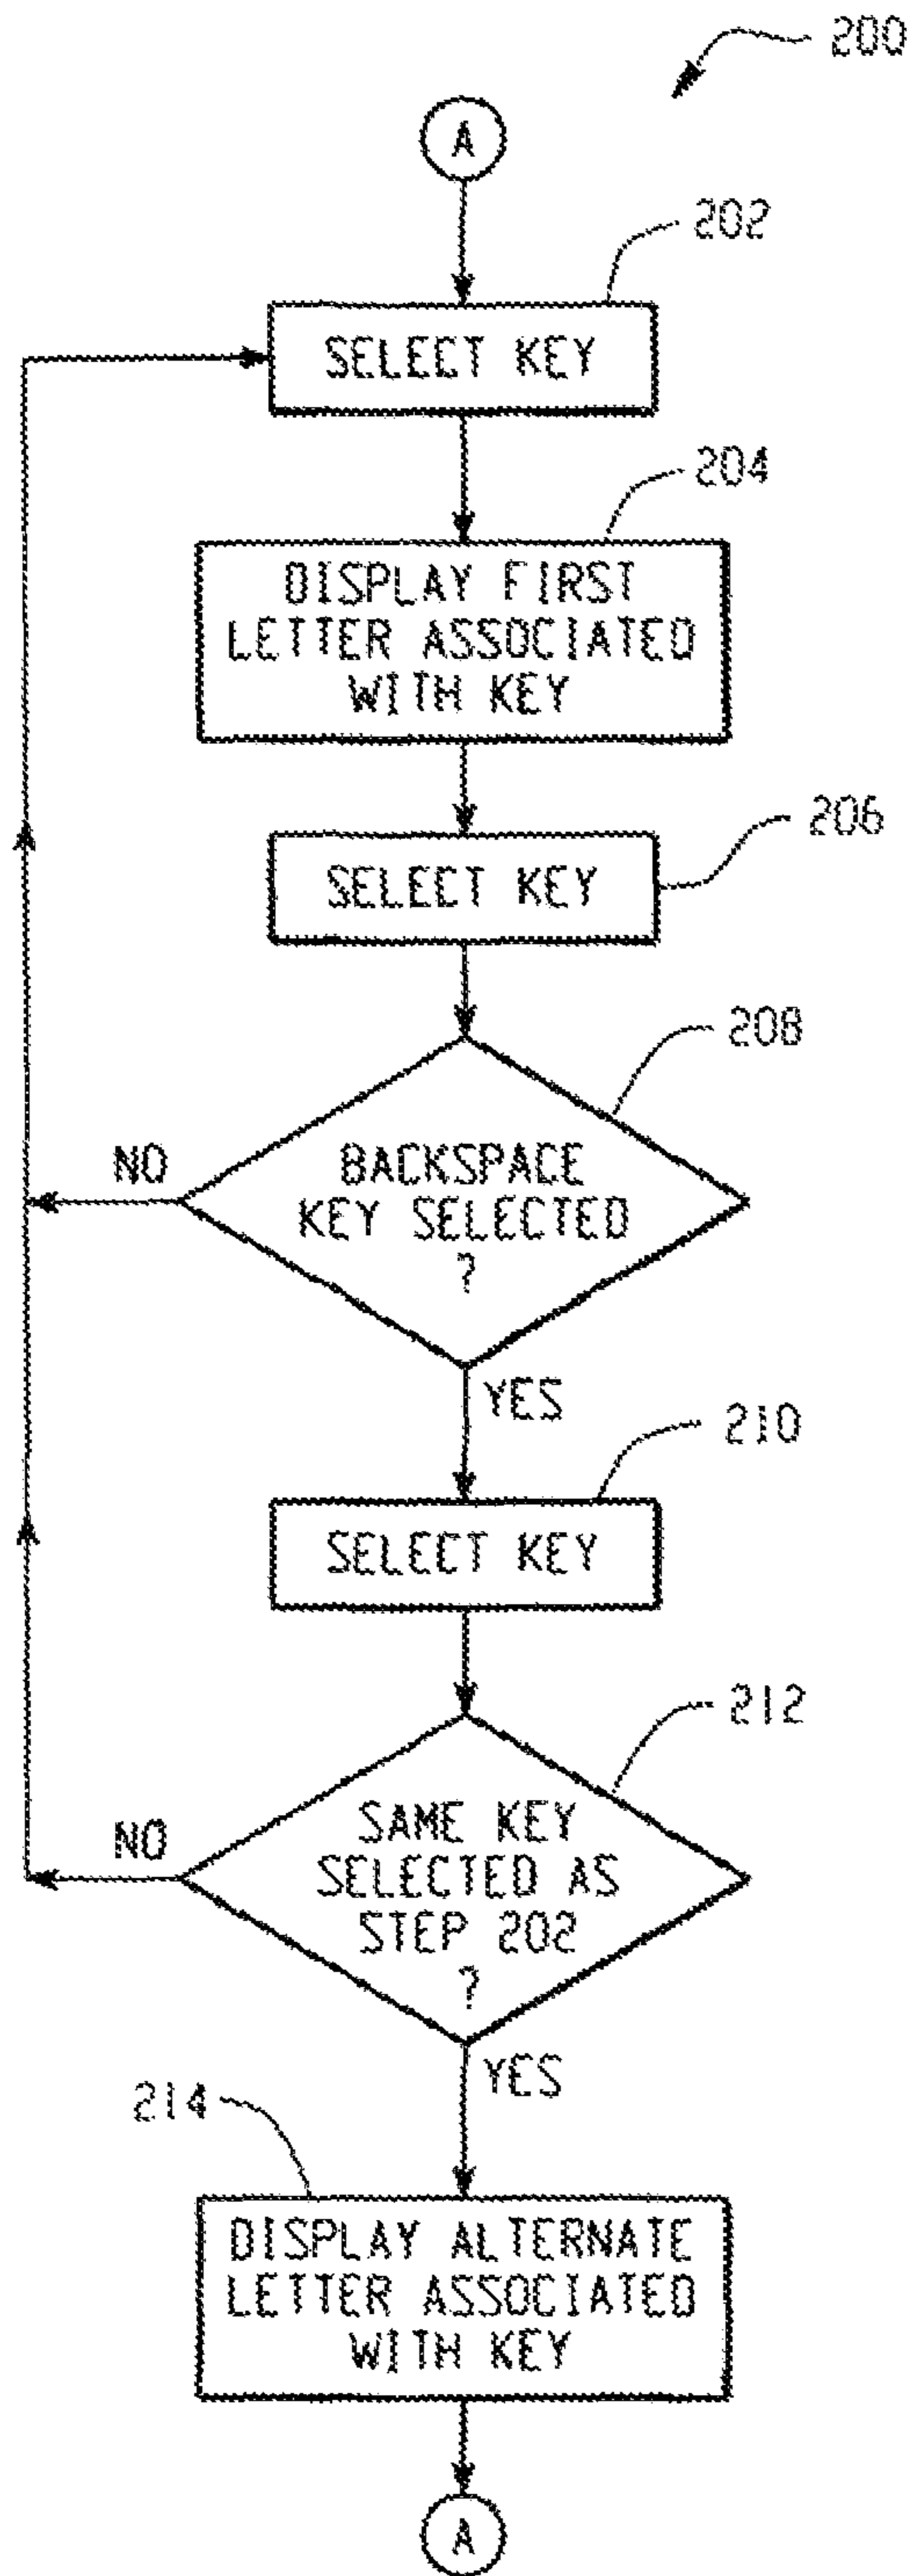 200
A
202
SELECT KEY
204
DISPLAY FIRST
LETTER ASSOCIATED
WITH KEY
206
SELECT KEY
208
BACKSPACE
KEY SELECTED
?
NO
YES
210
SELECT KEY
212
SAME KEY
SELECTED AS
STEP 202
?
NO
YES
214
DISPLAY ALTERNATE
LETTER ASSOCIATED
WITH KEY
A